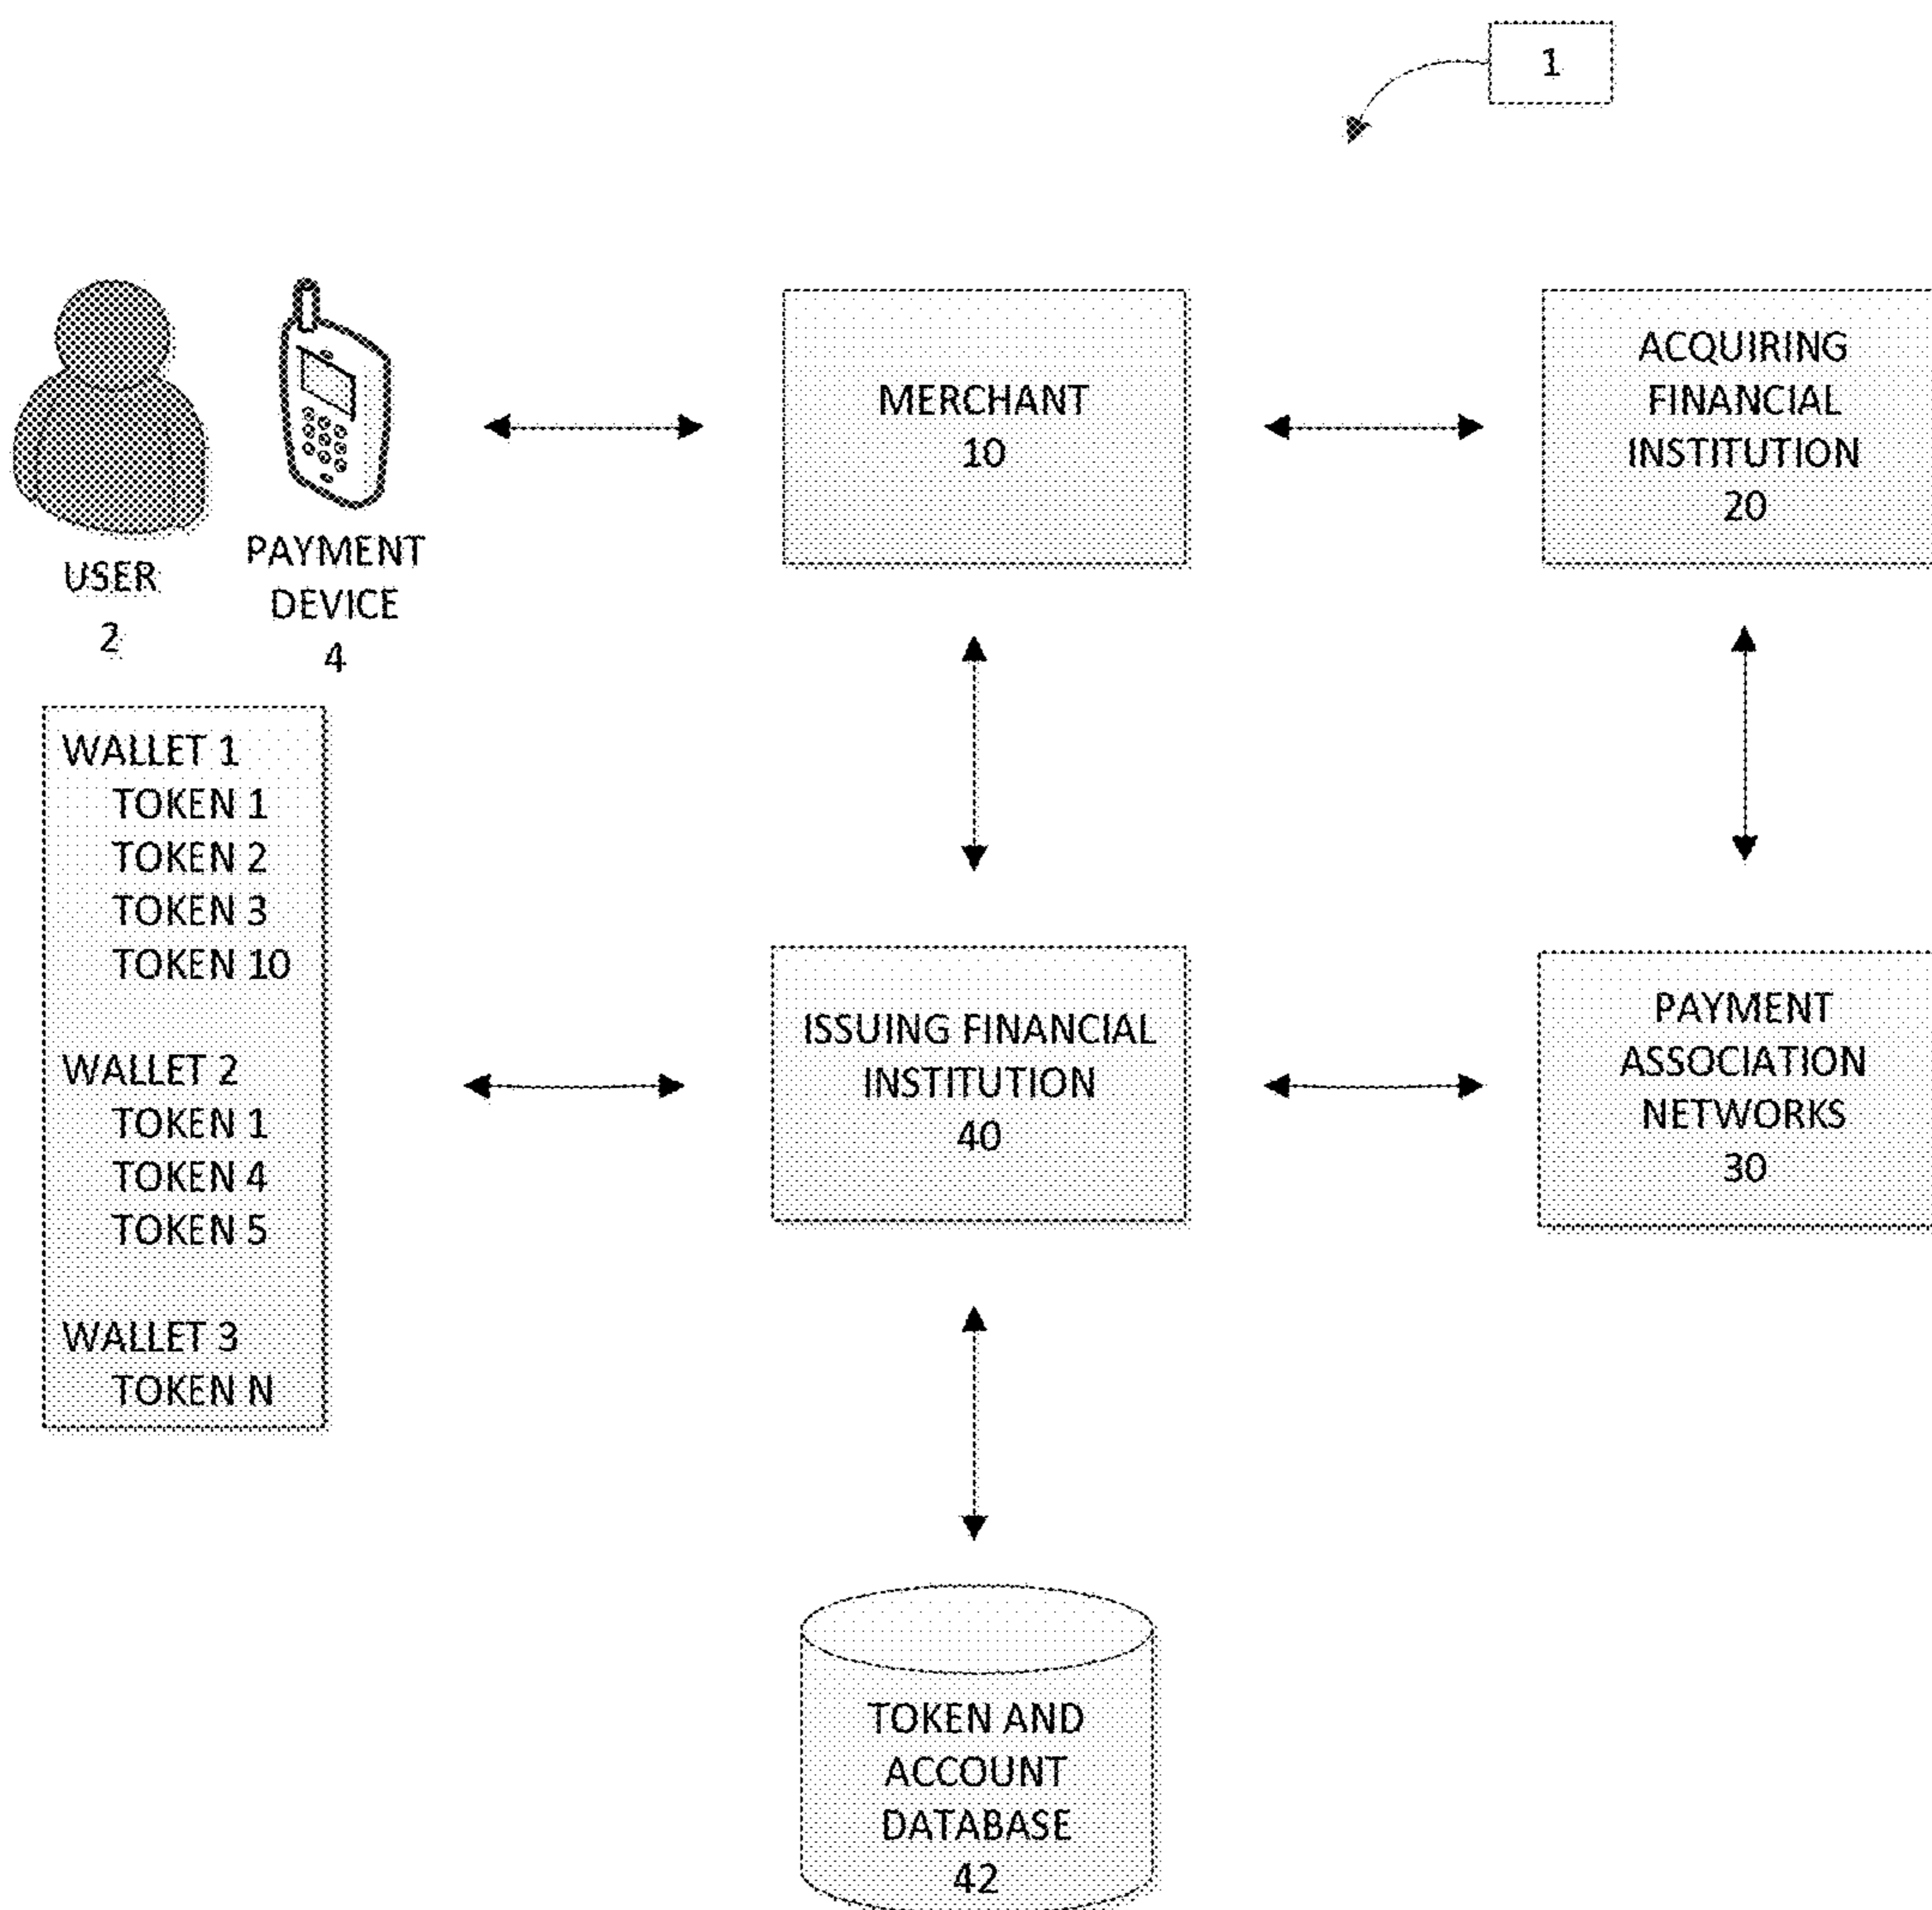 1
MERCHANT
10
ACQUIRING
FINANCIAL
INSTITUTION
20
USER
2
PAYMENT
DEVICE
4
WALLET 1
TOKEN 1
TOKEN 2
TOKEN 3
TOKEN 10
WALLET 2
TOKEN 1
TOKEN 4
TOKEN 5
WALLET 3
TOKEN N
ISSUING FINANCIAL
INSTITUTION
40
PAYMENT
ASSOCIATION
NETWORKS
30
TOKEN AND
ACCOUNT
DATABASE
42